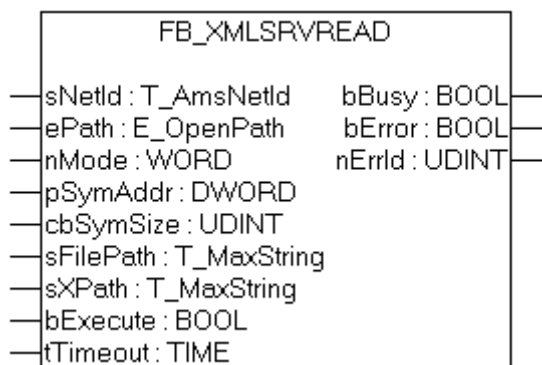 FB_XMLSRVREAD
sNetId : T_AmsNetId bBusy : BOOL
ePath : E_OpenPath bError : BOOL
nMode : WORD nErrId : UDINT
pSymAddr : DWORD
cbSymSize : UDINT
sFilePath : T_MaxString
sXPath : T_MaxString
bExecute : BOOL
tTimeout : TIME